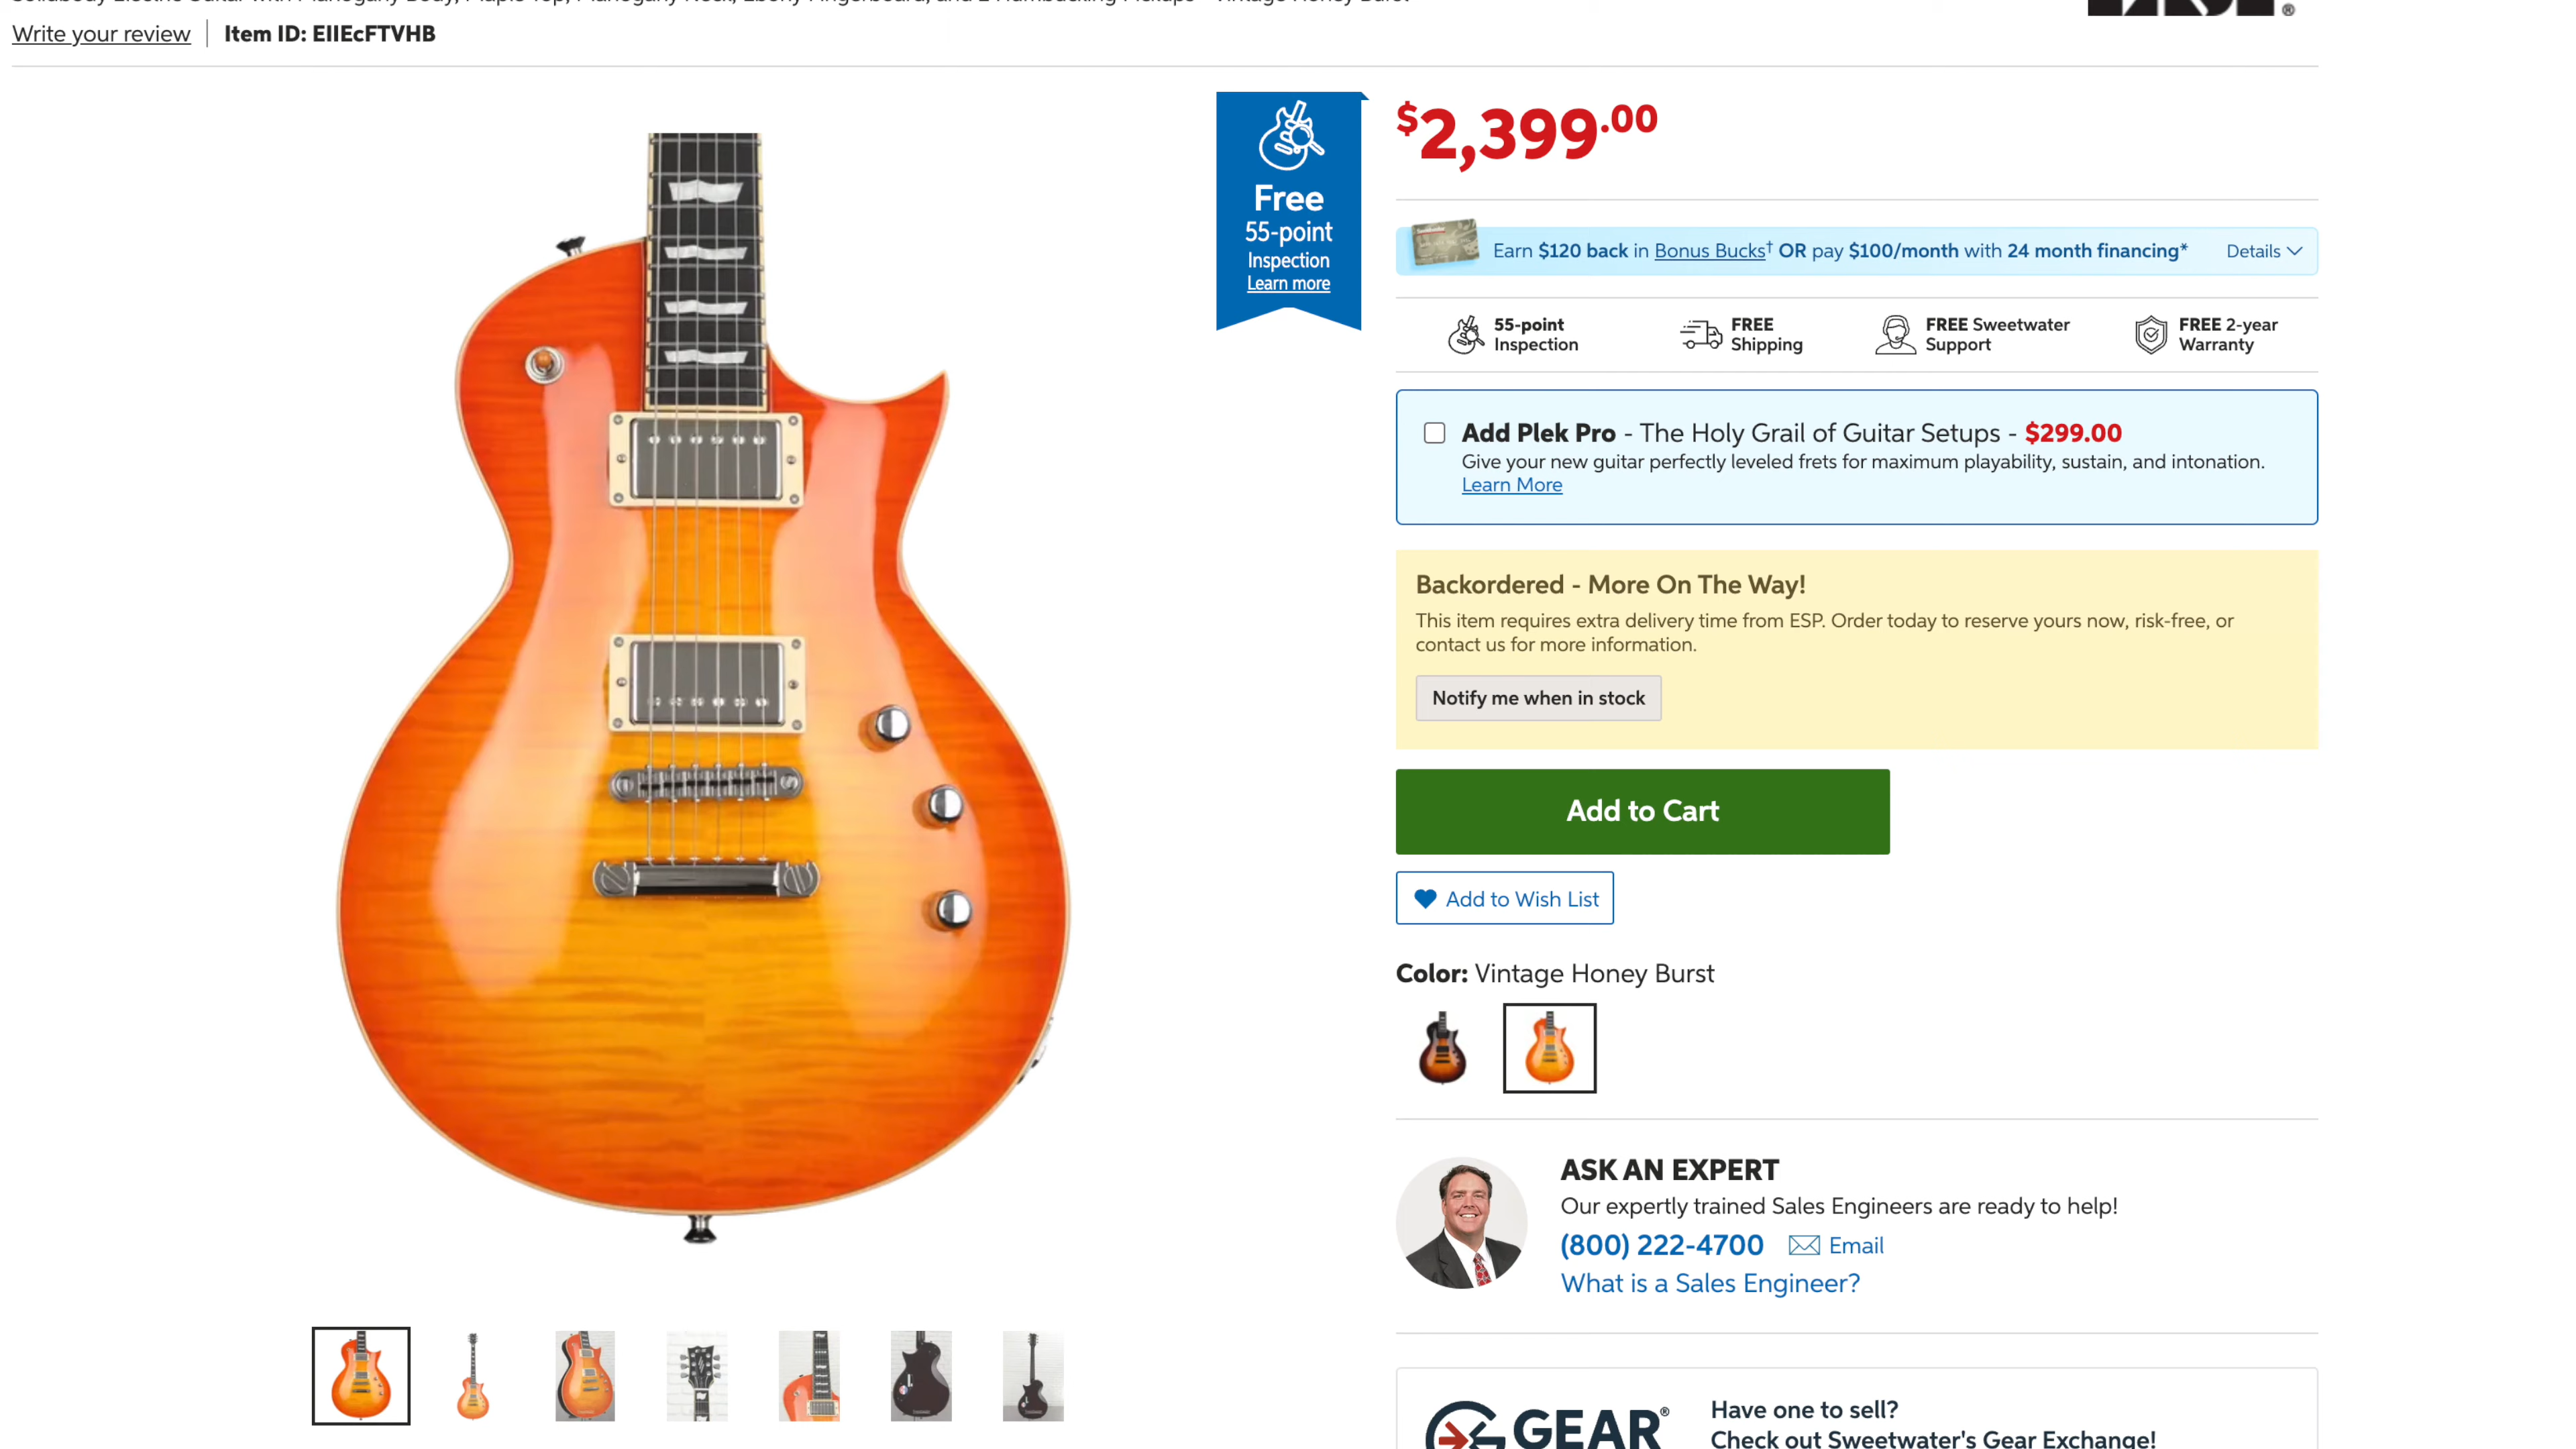 Write your review
Item ID: EIIEcFTVHB
Free
55-point
Inspection
Learn more
$2,399.00
Earn $120 back in Bonus Bucks† OR pay $100/month with 24 month financing*
Details
55-point
Inspection
FREE
Shipping
FREE Sweetwater
Support
FREE 2-year
Warranty
Add Plek Pro - The Holy Grail of Guitar Setups - $299.00
Give your new guitar perfectly leveled frets for maximum playability, sustain, and intonation.
Learn More
Backordered - More On The Way!
This item requires extra delivery time from ESP. Order today to reserve yours now, risk-free, or
contact us for more information.
Notify me when in stock
Add to Cart
Add to Wish List
Color: Vintage Honey Burst
ASK AN EXPERT
Our expertly trained Sales Engineers are ready to help!
(800) 222-4700
Email
What is a Sales Engineer?
GEAR®
Have one to sell?
Check out Sweetwater's Gear Exchange!